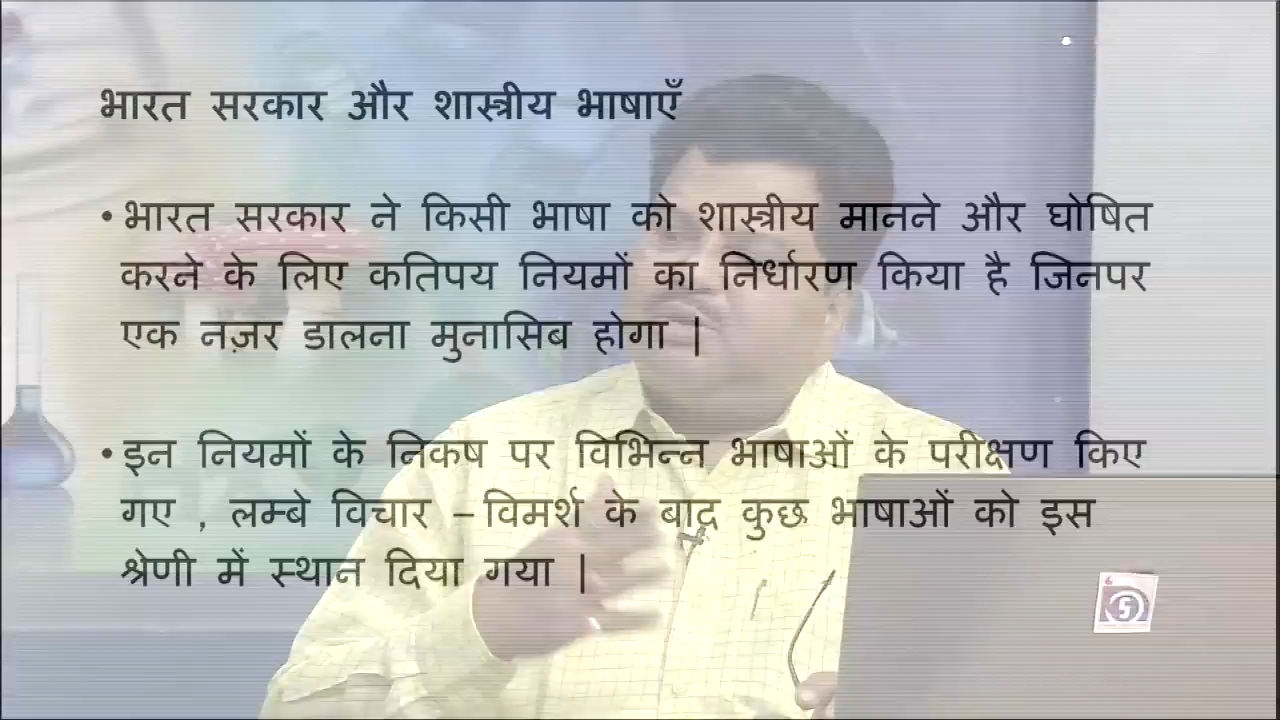 भारत सरकार और शास्त्रीय भाषाएँ
• भारत सरकार ने किसी भाषा को शास्त्रीय मानने और घोषित
करने के लिए कतिपय नियमों का निर्धारण किया है जिनपर
एक नज़र डालना मुनासिब होगा |
• इन नियमों के निकष पर विभिन्न भाषाओं के परीक्षण किए
गए , लम्बे विचार – विमर्श के बाद कुछ भाषाओं को इस
श्रेणी में स्थान दिया गया |